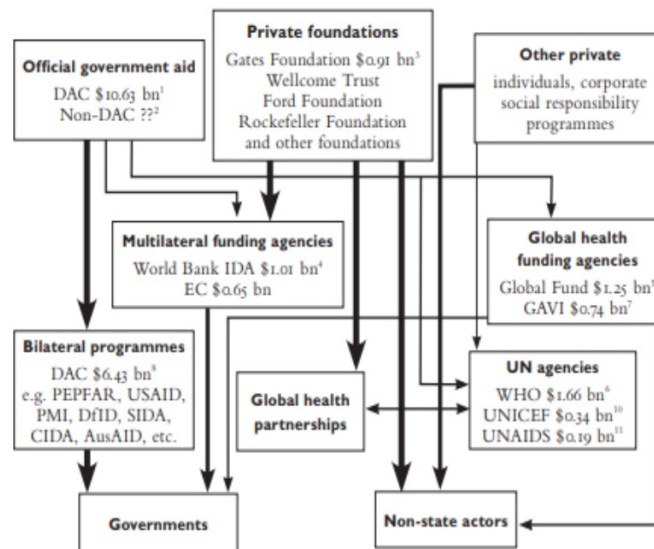 Private foundations
Gates Foundation $0.91 bn³
Wellcome Trust
Ford Foundation
Rockefeller Foundation
and other foundations
Official government aid
DAC $10.63 bn¹
Non-DAC ??²
Other private
individuals, corporate
social responsibility
programmes
Multilateral funding agencies
World Bank IDA $1.01 bn⁴
EC $0.65 bn
Global health
funding agencies
Global Fund $1.25 bn
GAVI $0.74 bn⁷
Bilateral programmes
DAC $6.43 bn⁸
e.g. PEPFAR, USAID,
PMI, DfID, SIDA,
CIDA, AusAID, etc.
Global health
partnerships
UN agencies
WHO $1.66 bn⁶
UNICEF $0.34 bn¹⁰
UNAIDS $0.19 bn¹¹
Governments
Non-state actors